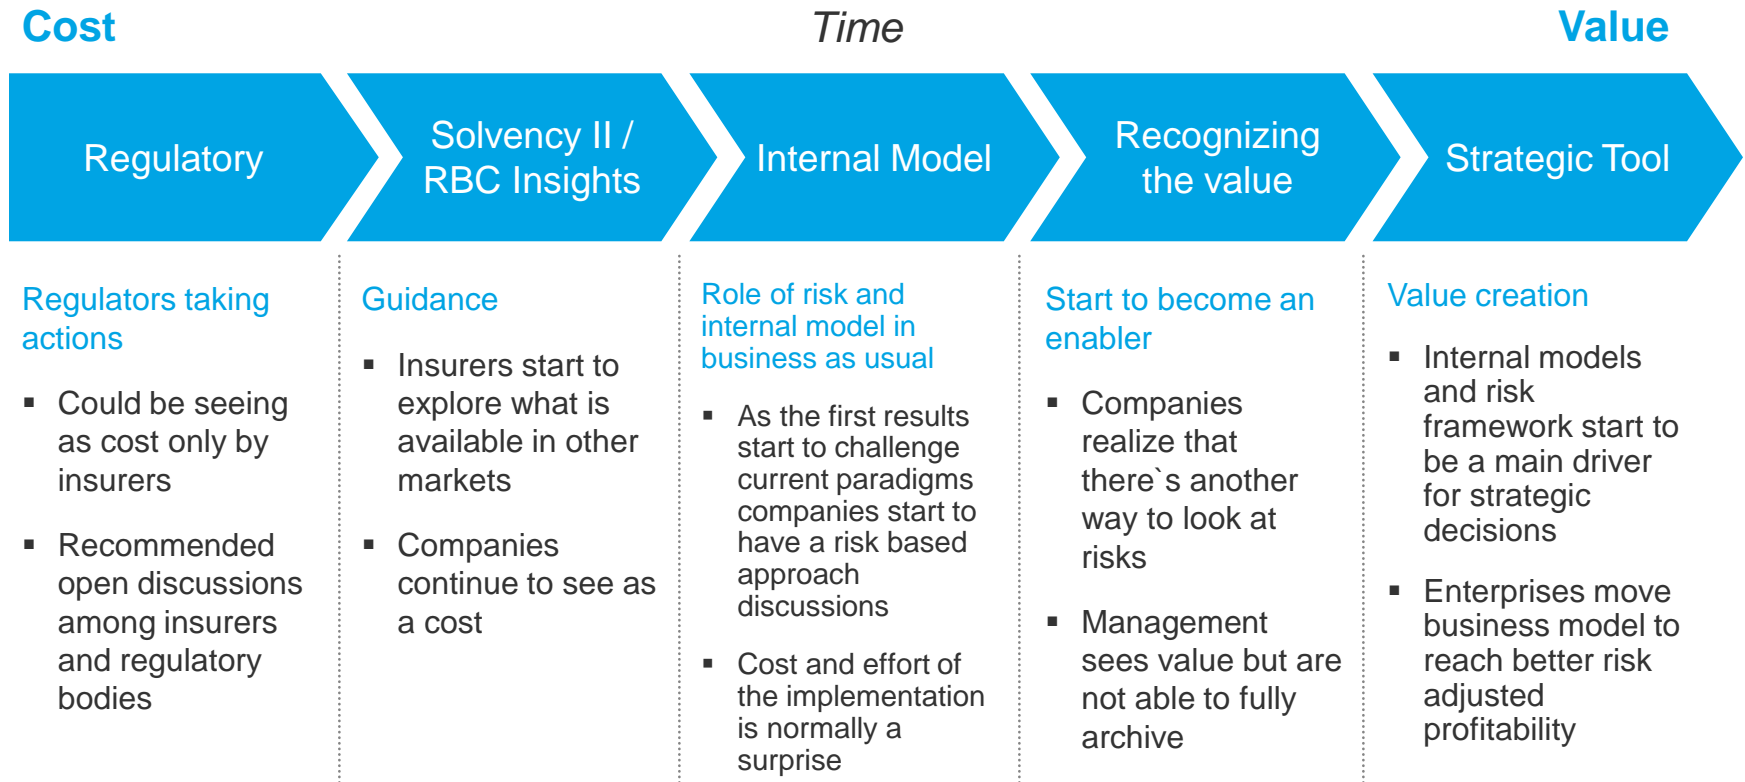 Cost
Time
Value
Regulatory
Solvency II /
RBC Insights
Internal Model
Recognizing
the value
Strategic Tool
Regulators taking
actions
▪ Could be seeing
as cost only by
insurers
▪ Recommended
open discussions
among insurers
and regulatory
bodies
Guidance
▪ Insurers start to
explore what is
available in other
markets
▪ Companies
continue to see as
a cost
Role of risk and
internal model in
business as usual
▪ As the first results
start to challenge
current paradigms
companies start to
have a risk based
approach
discussions
▪ Cost and effort of
the implementation
is normally a
surprise
Start to become an
enabler
▪ Companies
realize that
there`s another
way to look at
risks
▪ Management
sees value but are
not able to fully
archive
Value creation
▪ Internal models
and risk
framework start to
be a main driver
for strategic
decisions
▪ Enterprises move
business model to
reach better risk
adjusted
profitability